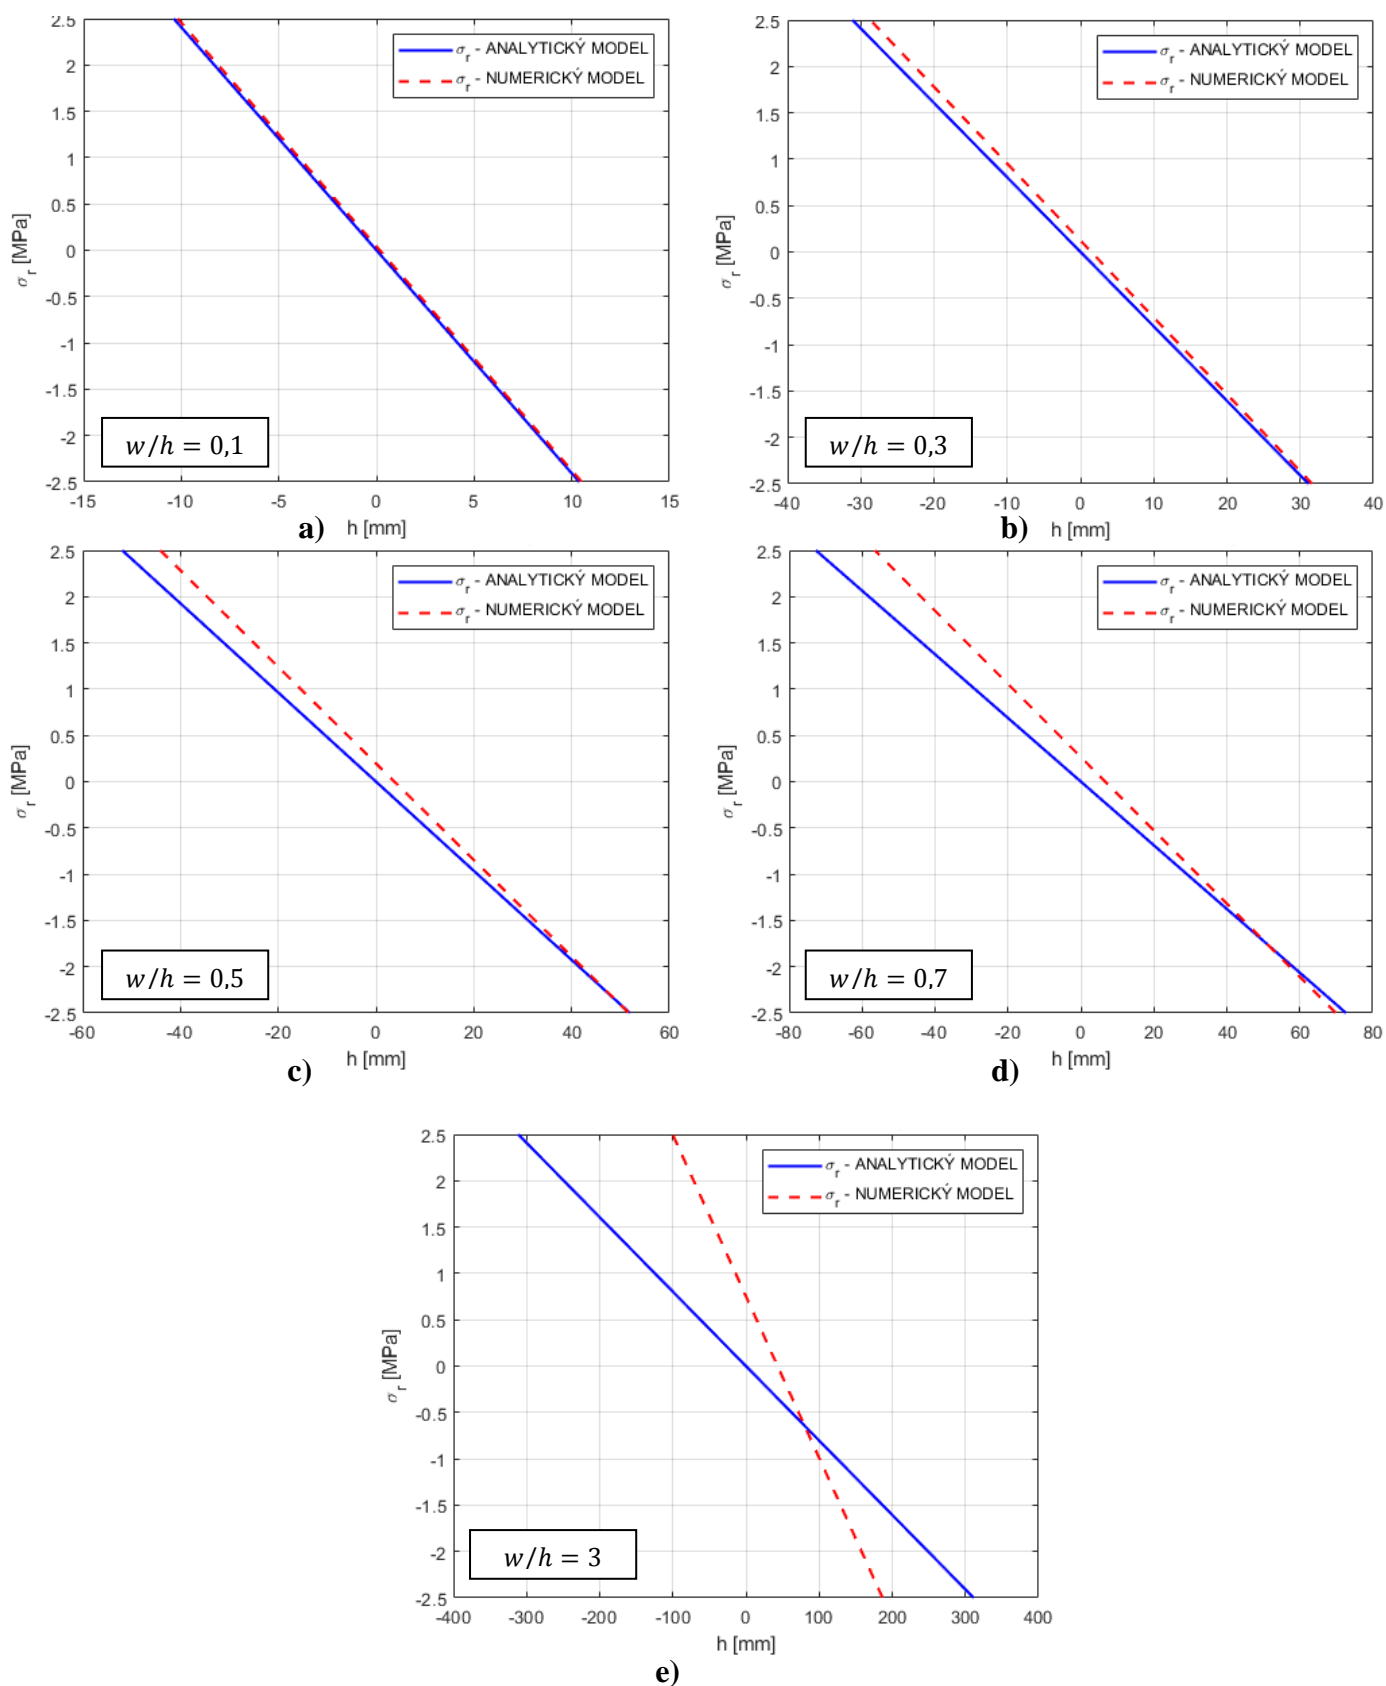 2.5
2
1.5
1
0.5
0
-0.5
-1
-1.5
-2
-2.5
σr [MPa]
σr - ANALYTICKÝ MODEL
σr - NUMERICKÝ MODEL
w/h = 0,1
-15 -10 -5 0 5 10 15
a) h [mm]
2.5
2
1.5
1
0.5
0
-0.5
-1
-1.5
-2
-2.5
σr [MPa]
σr - ANALYTICKÝ MODEL
σr - NUMERICKÝ MODEL
w/h = 0,3
-40 -30 -20 -10 0 10 20 30 40
b) h [mm]
2.5
2
1.5
1
0.5
0
-0.5
-1
-1.5
-2
-2.5
σr [MPa]
σr - ANALYTICKÝ MODEL
σr - NUMERICKÝ MODEL
w/h = 0,5
-60 -40 -20 0 20 40 60
h [mm]
c)
2.5
2
1.5
1
0.5
0
-0.5
-1
-1.5
-2
-2.5
σr [MPa]
σr - ANALYTICKÝ MODEL
σr - NUMERICKÝ MODEL
w/h = 0,7
-80 -60 -40 -20 0 20 40 60 80
h [mm]
d)
2.5
2
1.5
1
0.5
0
-0.5
-1
-1.5
-2
-2.5
σr [MPa]
σr - ANALYTICKÝ MODEL
σr - NUMERICKÝ MODEL
w/h = 3
-400 -300 -200 -100 0 100 200 300 400
h [mm]
e)